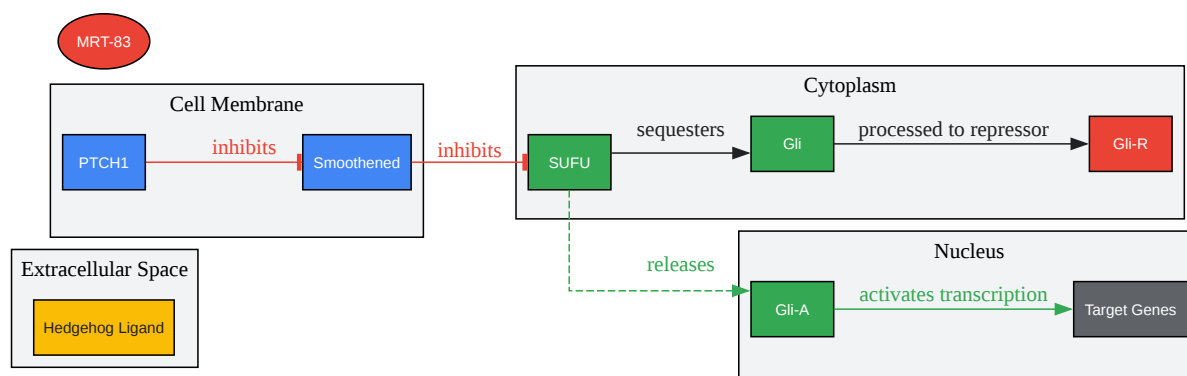 MRT-83
Cell Membrane
PTCH1
inhibits
Smoothened
inhibits
Cytoplasm
SUFU
sequesters
Gli
processed to repressor
Gli-R
Extracellular Space
Hedgehog Ligand
releases
Nucleus
Gli-A
activates transcription
Target Genes